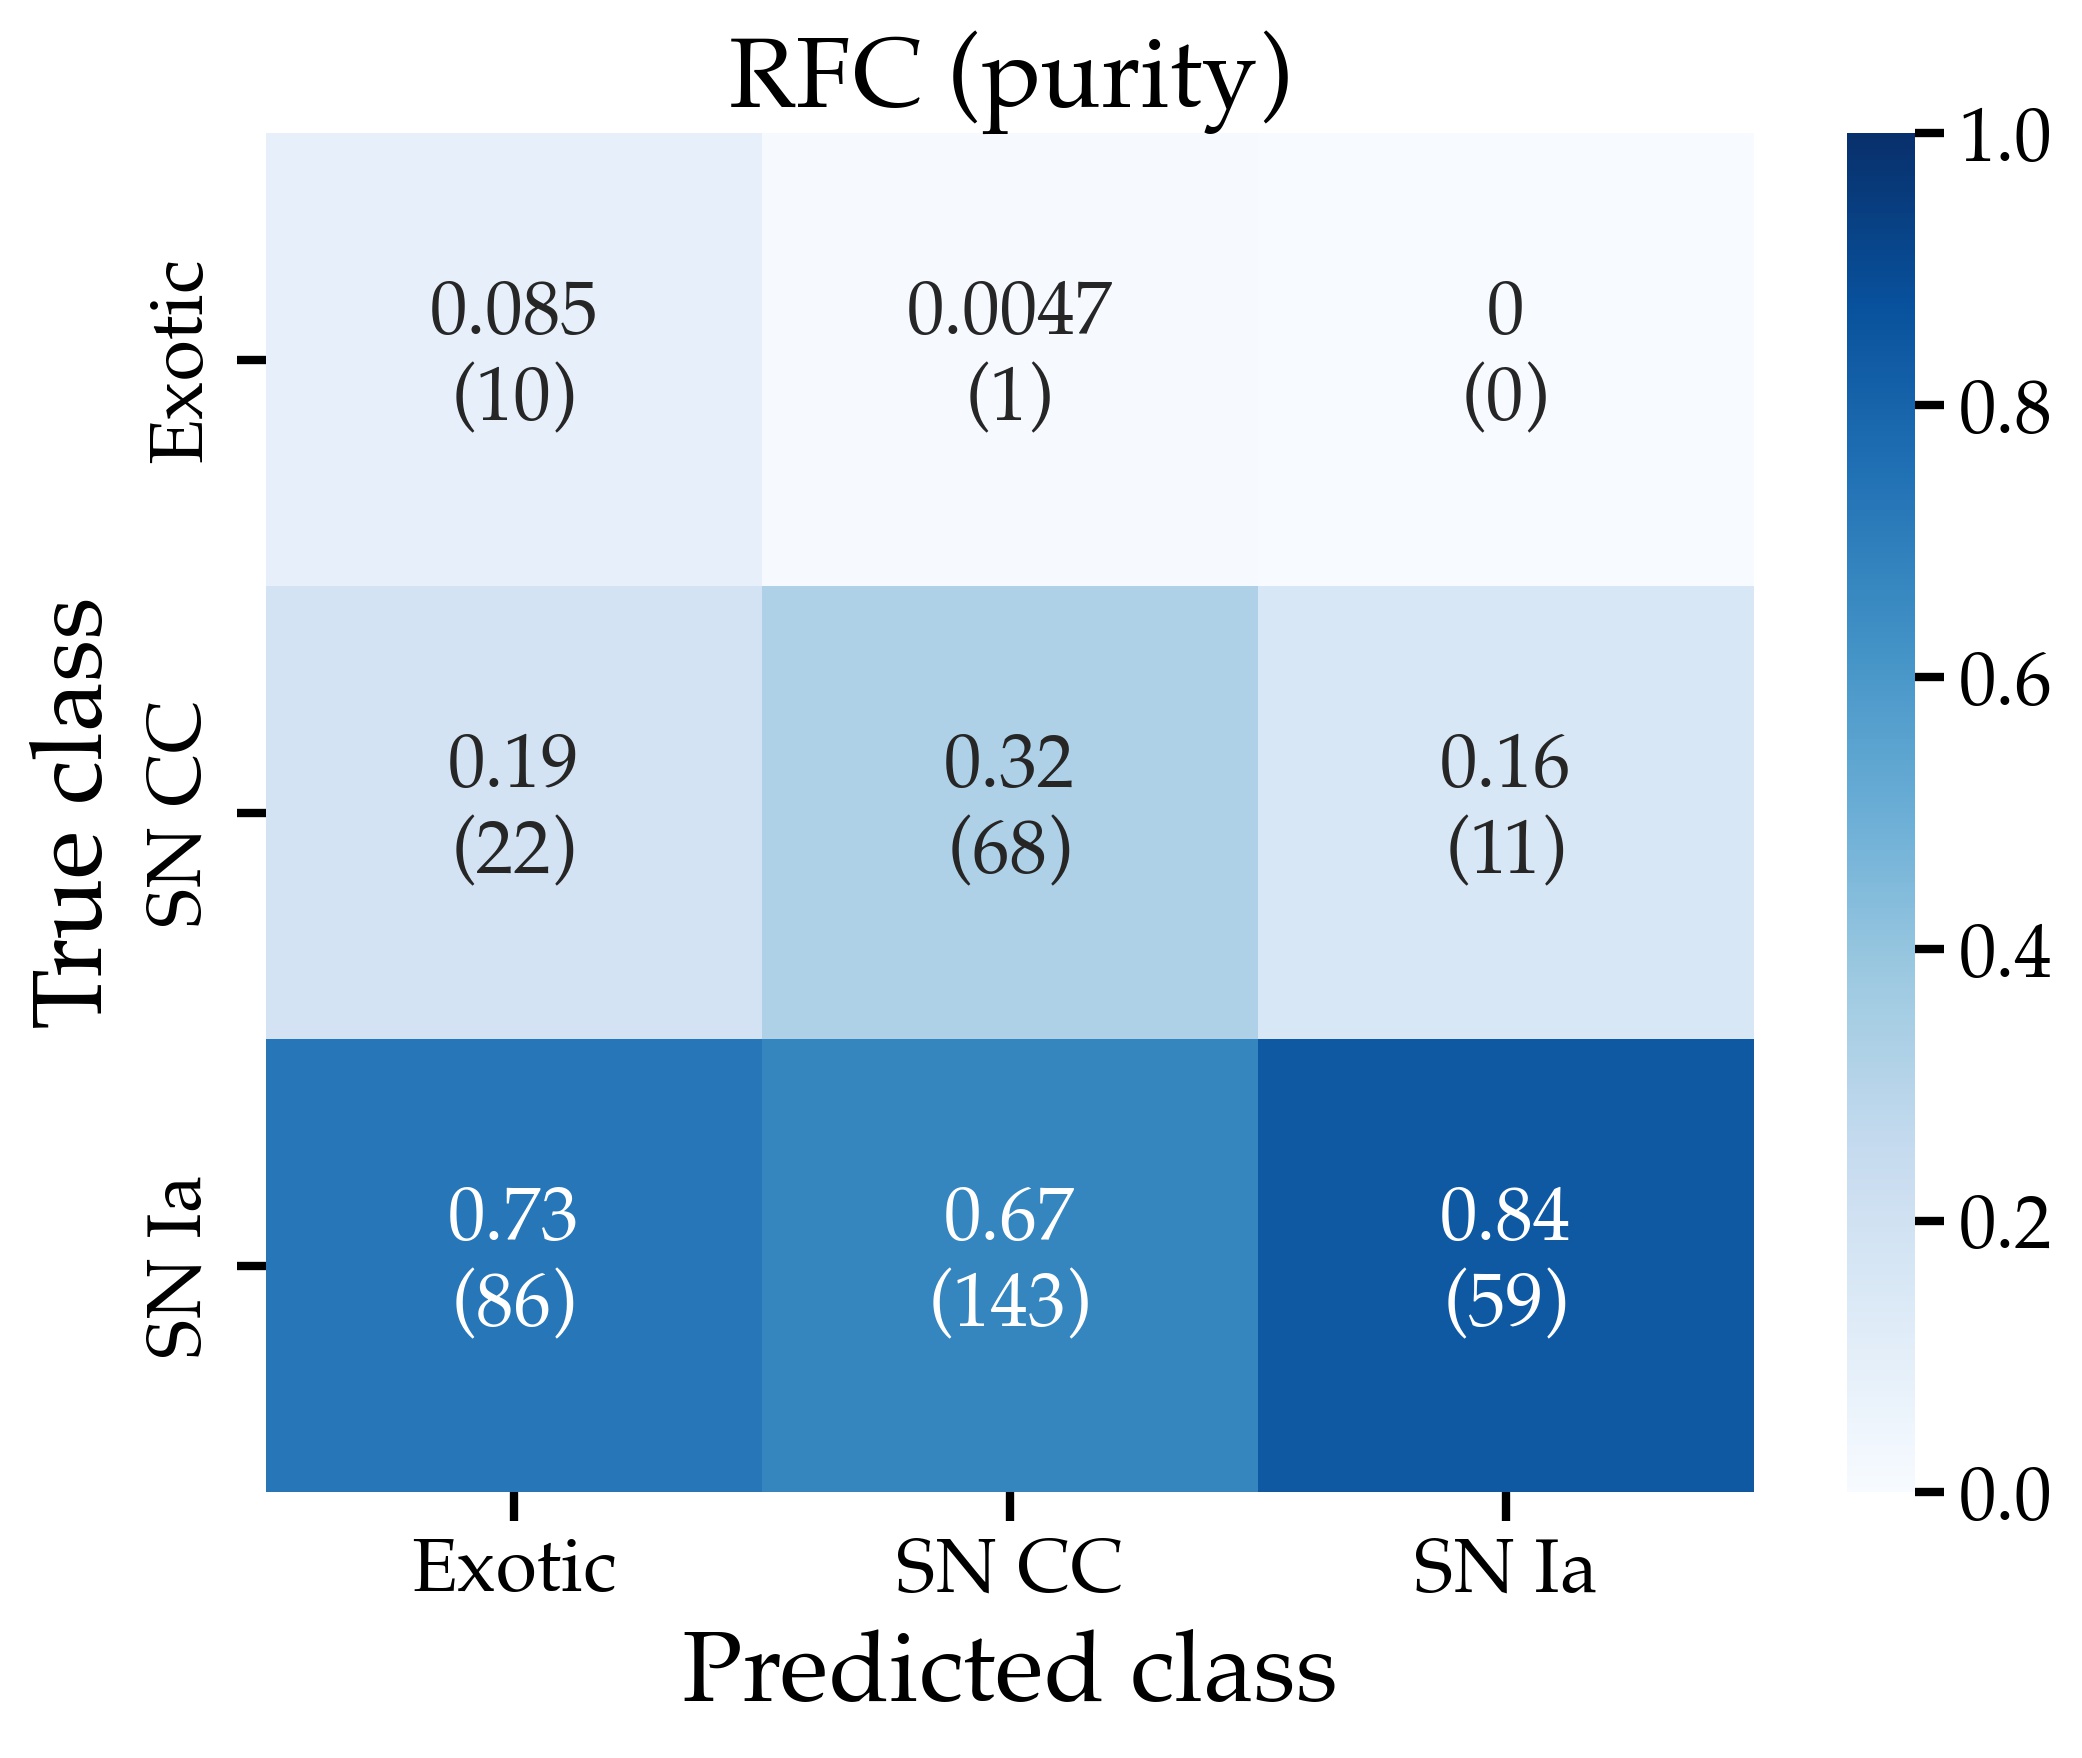 RFC (purity)
True class
Exotic
SN CC
SN Ia
0.085
(10)
0.0047
(1)
0
(0)
0.19
(22)
0.32
(68)
0.16
(11)
0.73
(86)
0.67
(143)
0.84
(59)
Exotic
SN CC
SN Ia
Predicted class
1.0
0.8
0.6
0.4
0.2
0.0